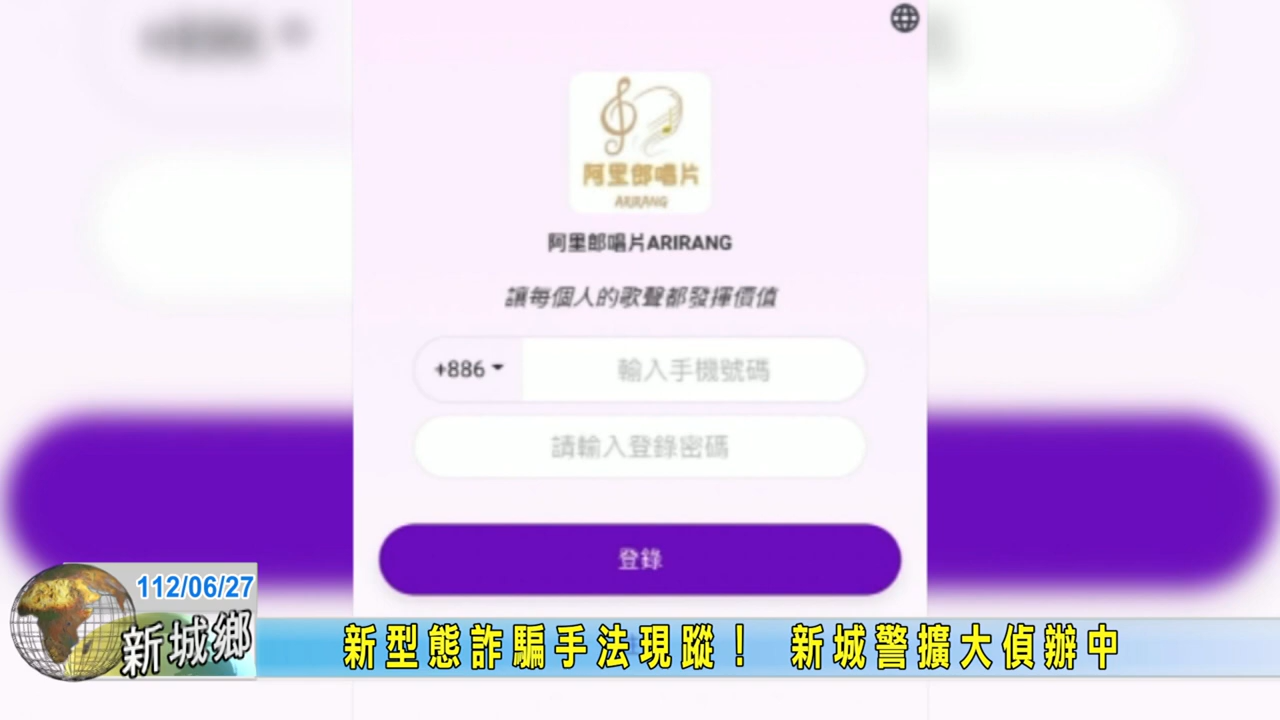 阿里郎唱片
ARIRANG
阿里郎唱片ARIRANG
讓每個人的歌聲都發揮價值
+886
輸入手機號碼
請輸入登錄密碼
登錄
112/06/27
新城鄉
新型態詐騙手法現蹤！ 新城警擴大偵辦中